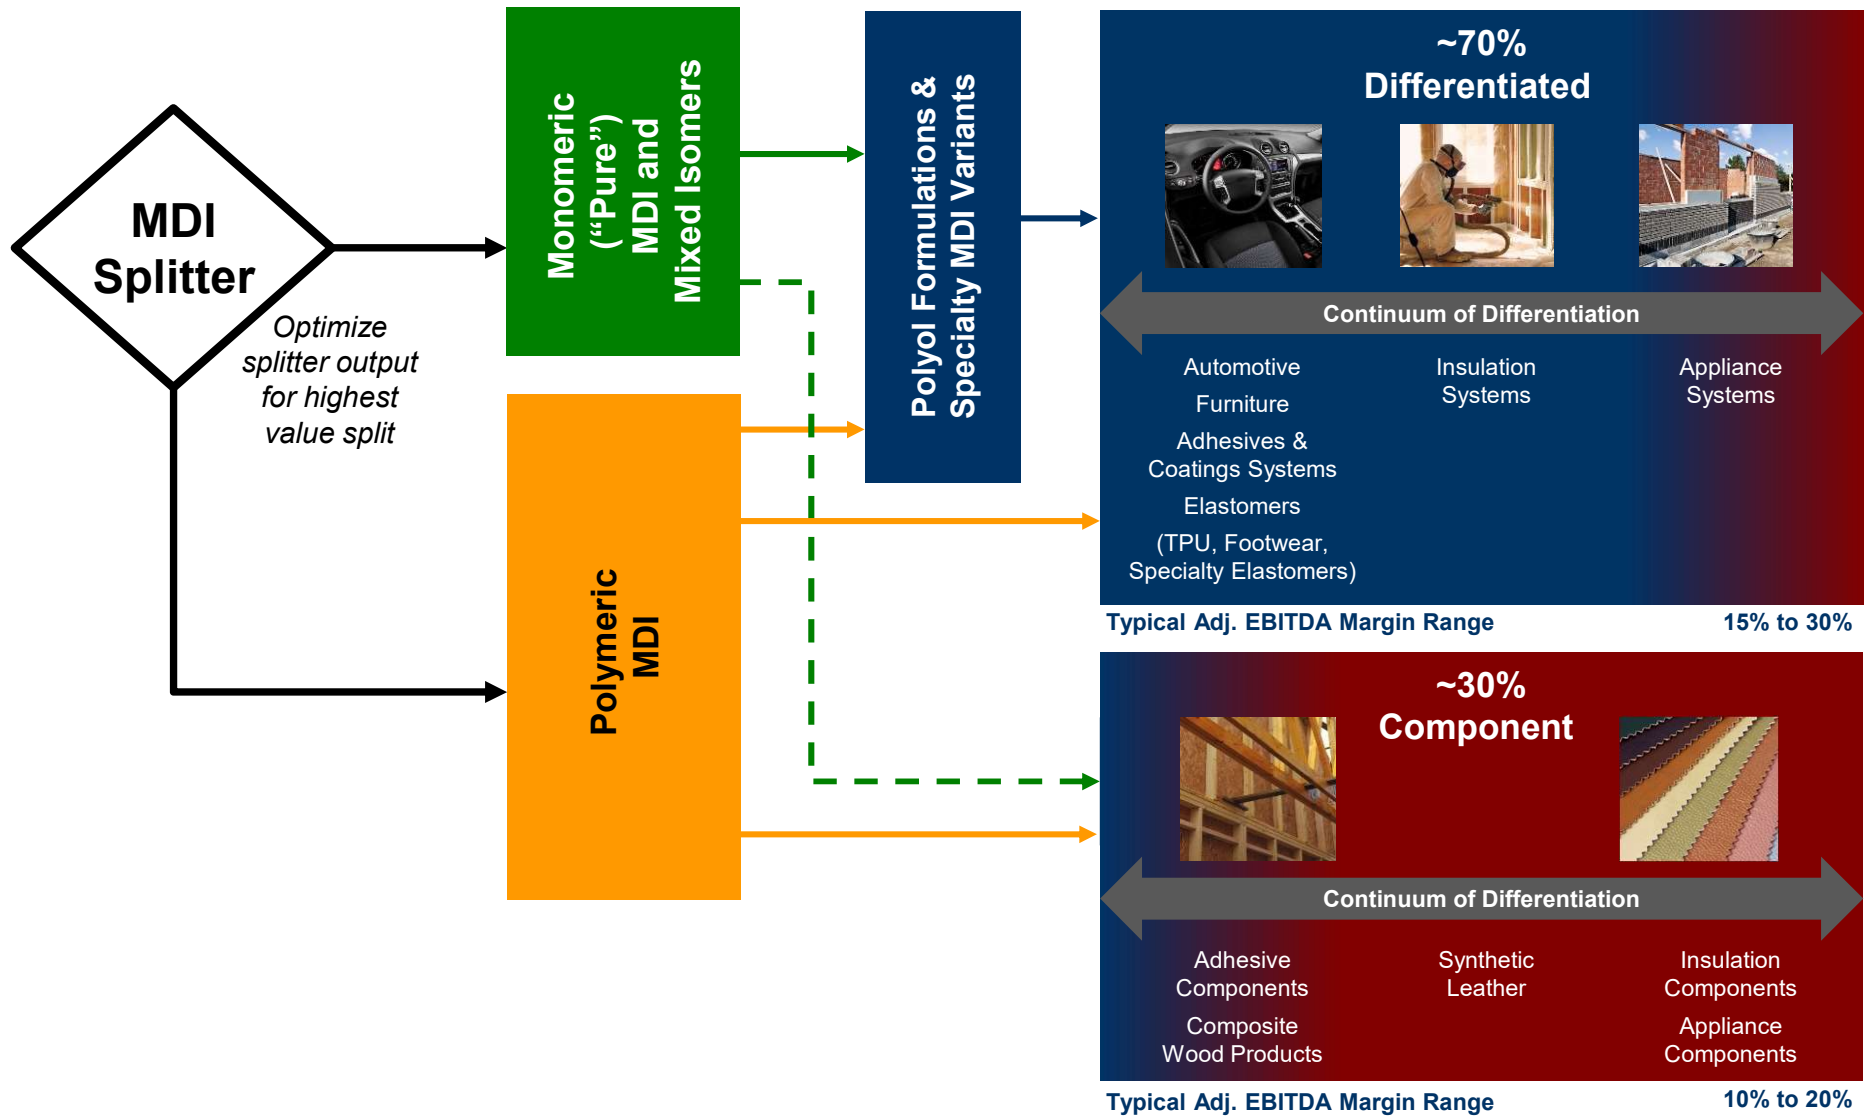 MDI
Splitter
Optimize
splitter output
for highest
value split
Monomeric
(“Pure”)
MDI and
Mixed Isomers
Polymeric
MDI
Polyol Formulations &
Specialty MDI Variants
~70%
Differentiated
Continuum of Differentiation
Automotive
Furniture
Adhesives &
Coatings Systems
Elastomers
(TPU, Footwear,
Specialty Elastomers)
Insulation
Systems
Appliance
Systems
Typical Adj. EBITDA Margin Range 15% to 30%
~30%
Component
Continuum of Differentiation
Adhesive
Components
Composite
Wood Products
Synthetic
Leather
Insulation
Components
Appliance
Components
Typical Adj. EBITDA Margin Range 10% to 20%